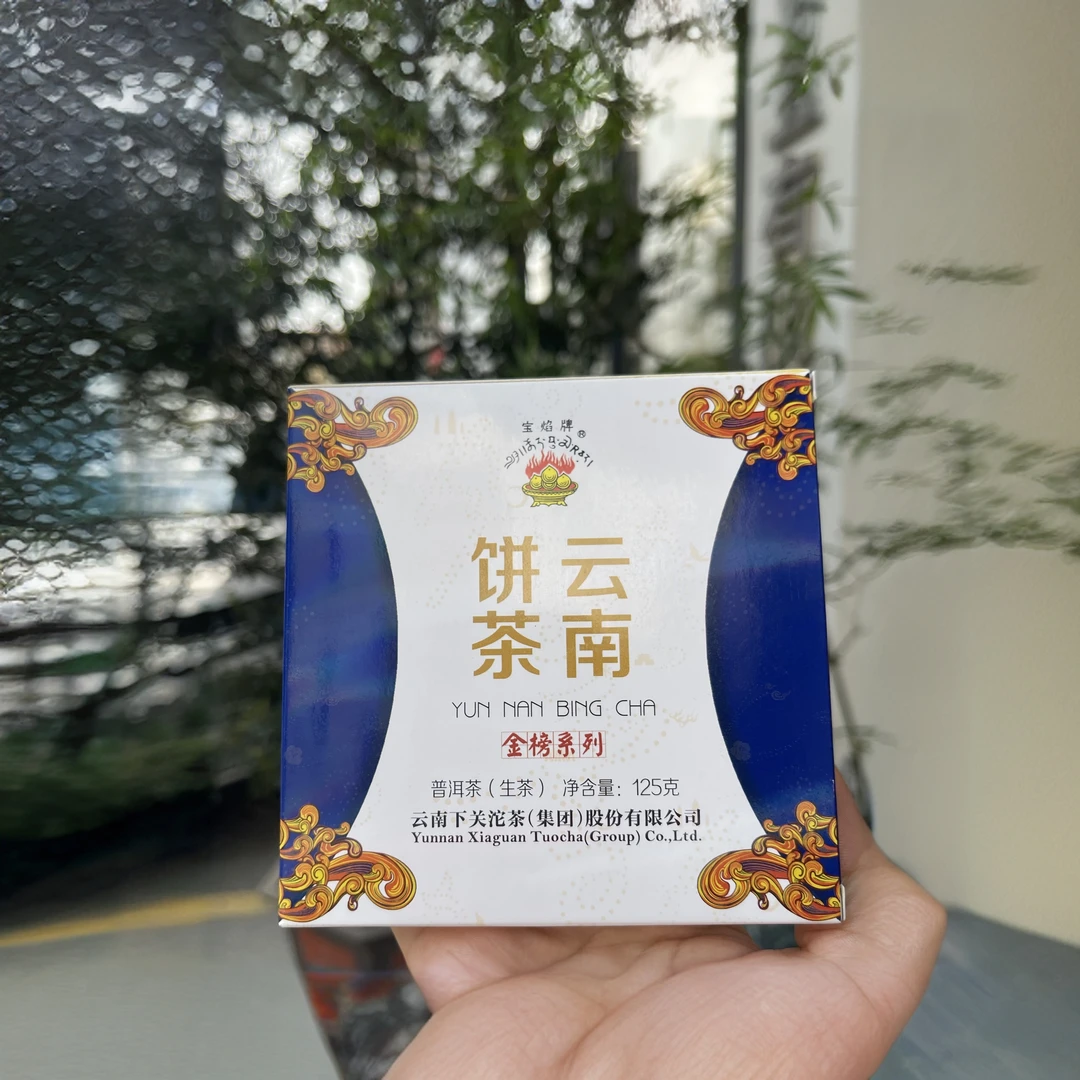 宝焰牌®
云南
饼茶
YUN NAN BING CHA
金榜系列
普洱茶（生茶） 净含量：125克
云南下关沱茶（集团）股份有限公司
Yunnan Xiaguan Tuocha(Group) Co.,Ltd.